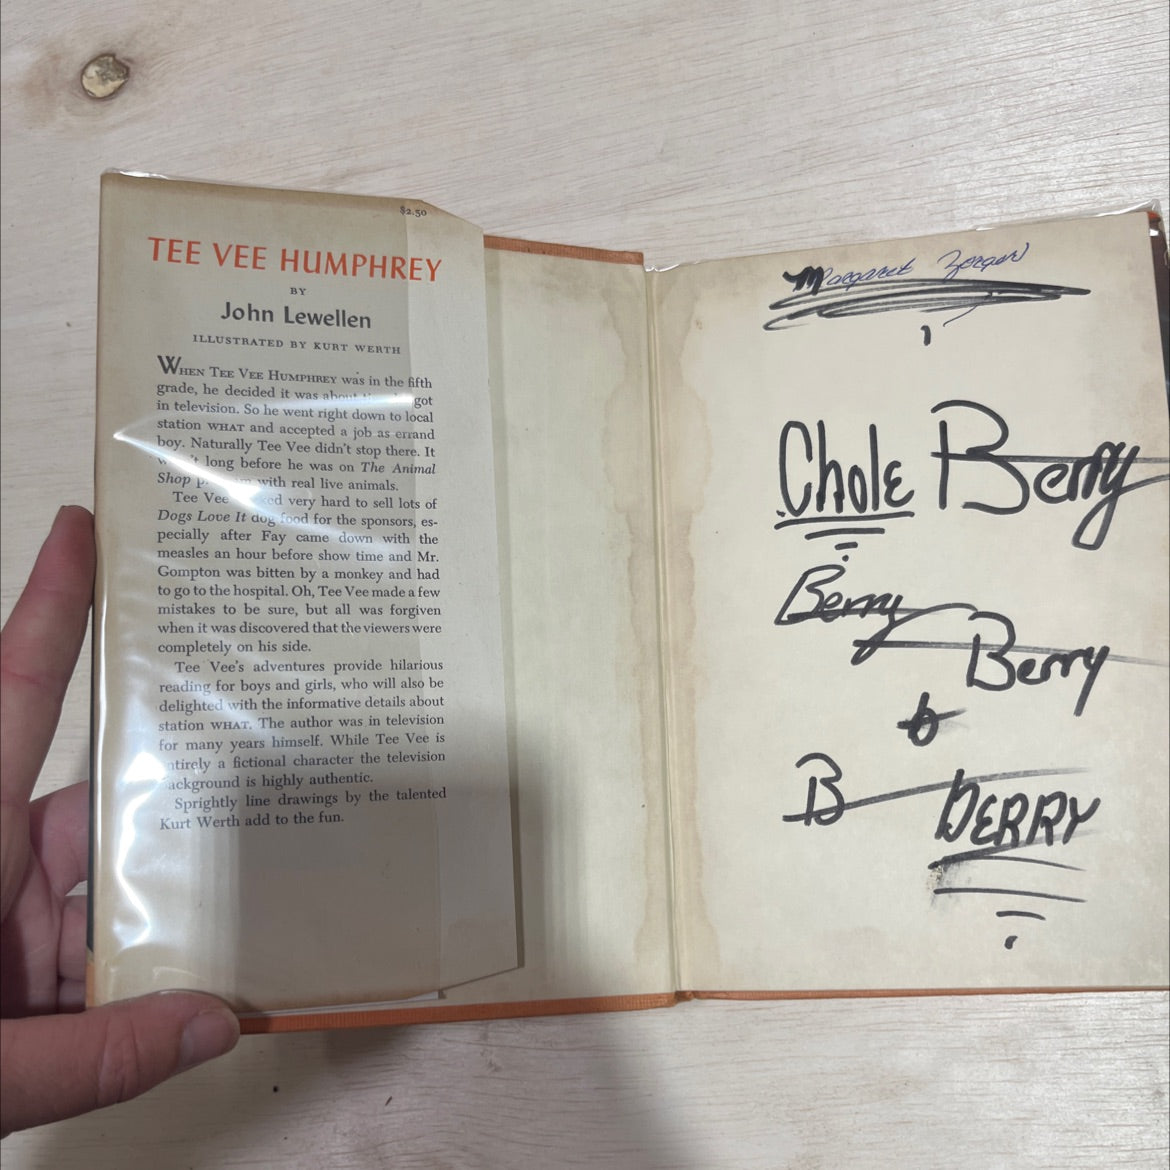 $2.50
TEE VEE HUMPHREY
BY
John Lewellen
ILLUSTRATED BY KURT WERTH
WHEN TEE VEE HUMPHREY was in the fifth
grade, he decided it was about got
in television. So he went right down to local
station WHAT and accepted a job as errand
boy. Naturally Tee Vee didn't stop there. It
long before he was on The Animal
Shop with real live animals.
Tee Vee very hard to sell lots of
Dogs Love It dog food for the sponsors, es-
pecially after Fay came down with the
measles an hour before show time and Mr.
Gompton was bitten by a monkey and had
to go to the hospital. Oh, Tee Vee made a few
mistakes to be sure, but all was forgiven
when it was discovered that the viewers were
completely on his side.
Tee Vee's adventures provide hilarious
reading for boys and girls, who will also be
delighted with the informative details about
station WHAT. The author was in television
for many years himself. While Tee Vee is
entirely a fictional character the television
background is highly authentic.
Sprightly line drawings by the talented
Kurt Werth add to the fun.
Margaret Zorger
Chole Berry
Berry
Berry
b
B BERRY